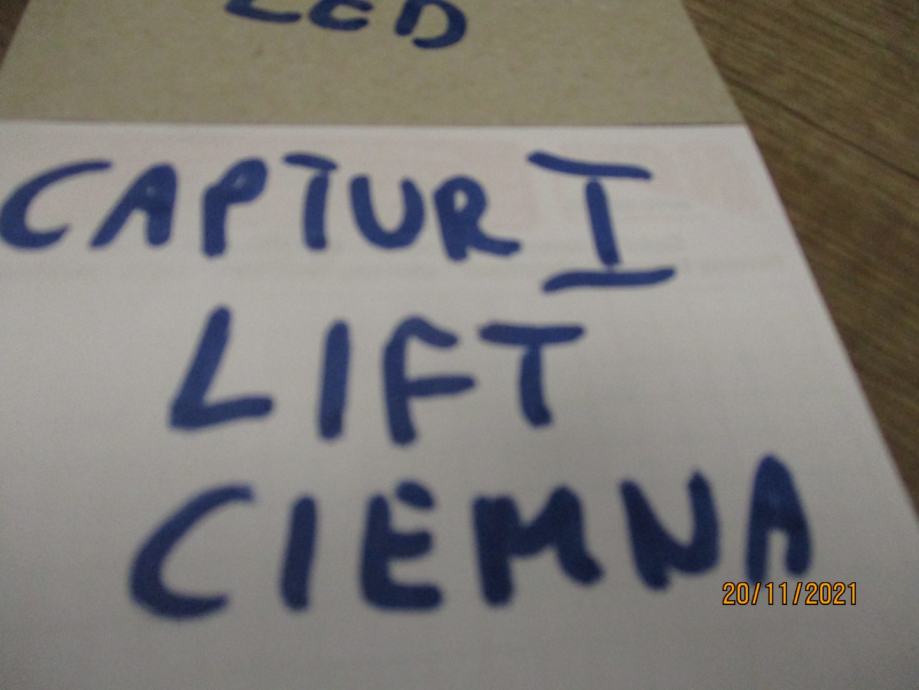 LED
CAPTUR I
LIFT
CIEMNA
20/11/2021